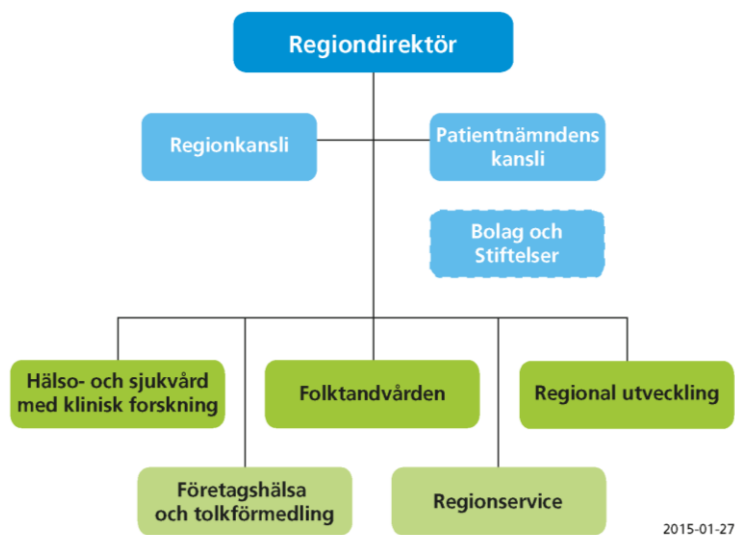 Regiondirektör
Regionkansli
Patientnämndens
kansli
Bolag och
Stiftelser
Hälso- och sjukvård
med klinisk forskning
Folktandvården
Regional utveckling
Företagshälsa
och tolkförmedling
Regionservice
2015-01-27